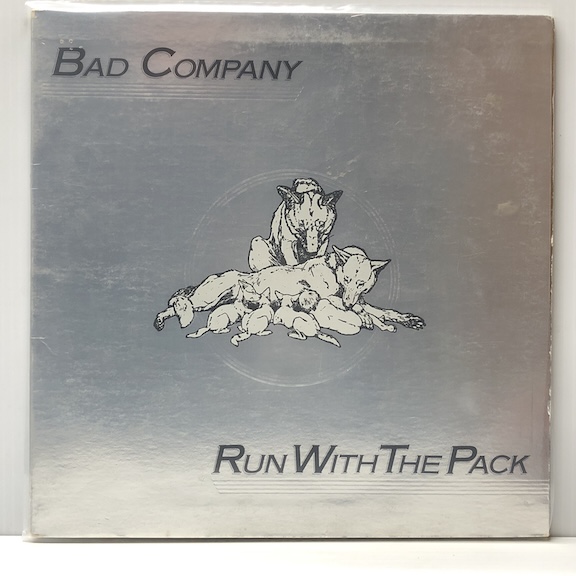 BAD COMPANY
RUN WITH THE PACK